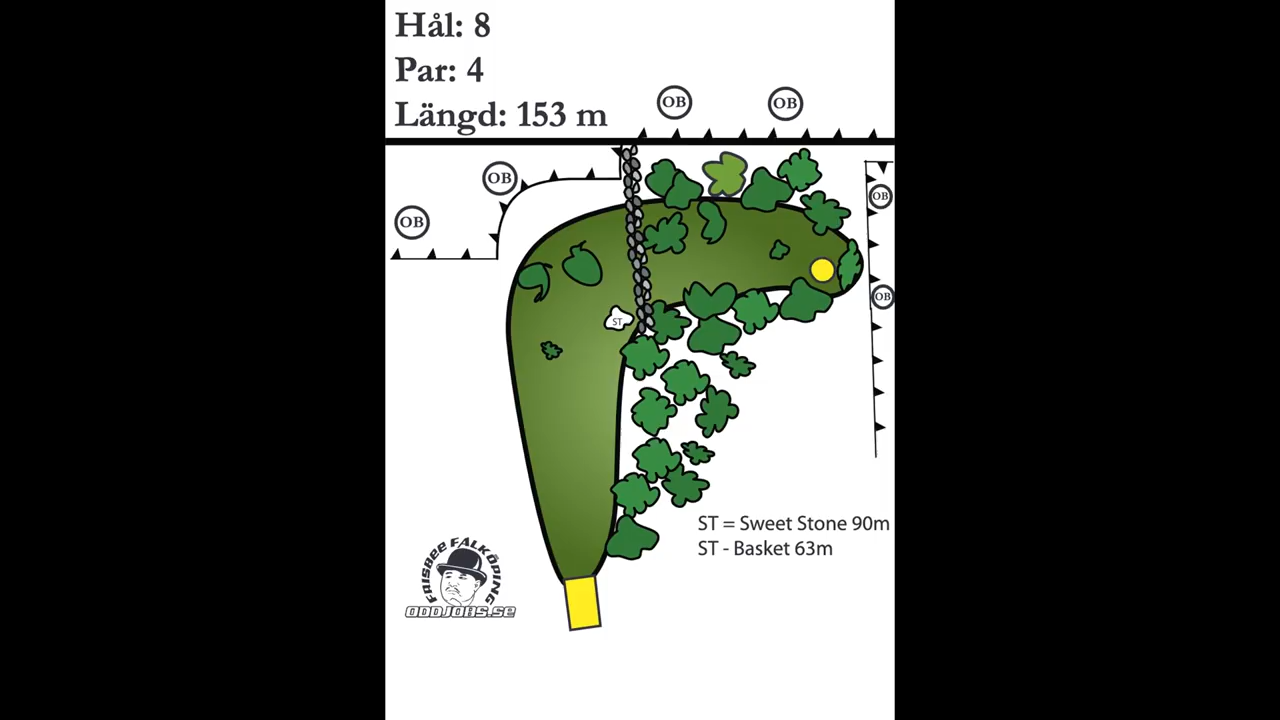 Hål: 8
Par: 4
Längd: 153 m
OB
OB
OB
OB
OB
OB
ST
ST = Sweet Stone 90m
ST - Basket 63m
FRISBEE FALKÖPING
ODDJOBS.SE